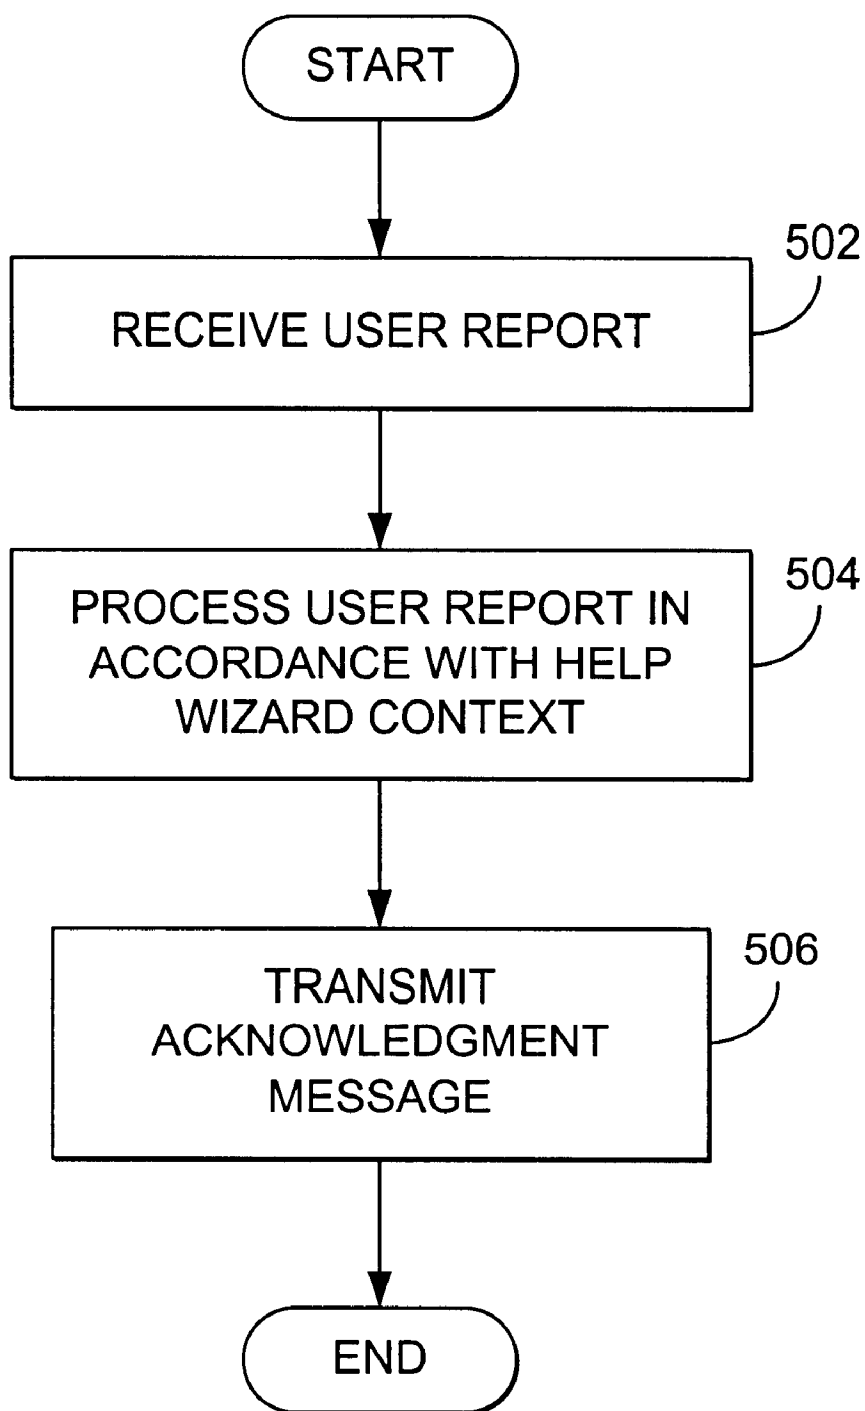 START
502
RECEIVE USER REPORT
504
PROCESS USER REPORT IN
ACCORDANCE WITH HELP
WIZARD CONTEXT
506
TRANSMIT
ACKNOWLEDGMENT
MESSAGE
END